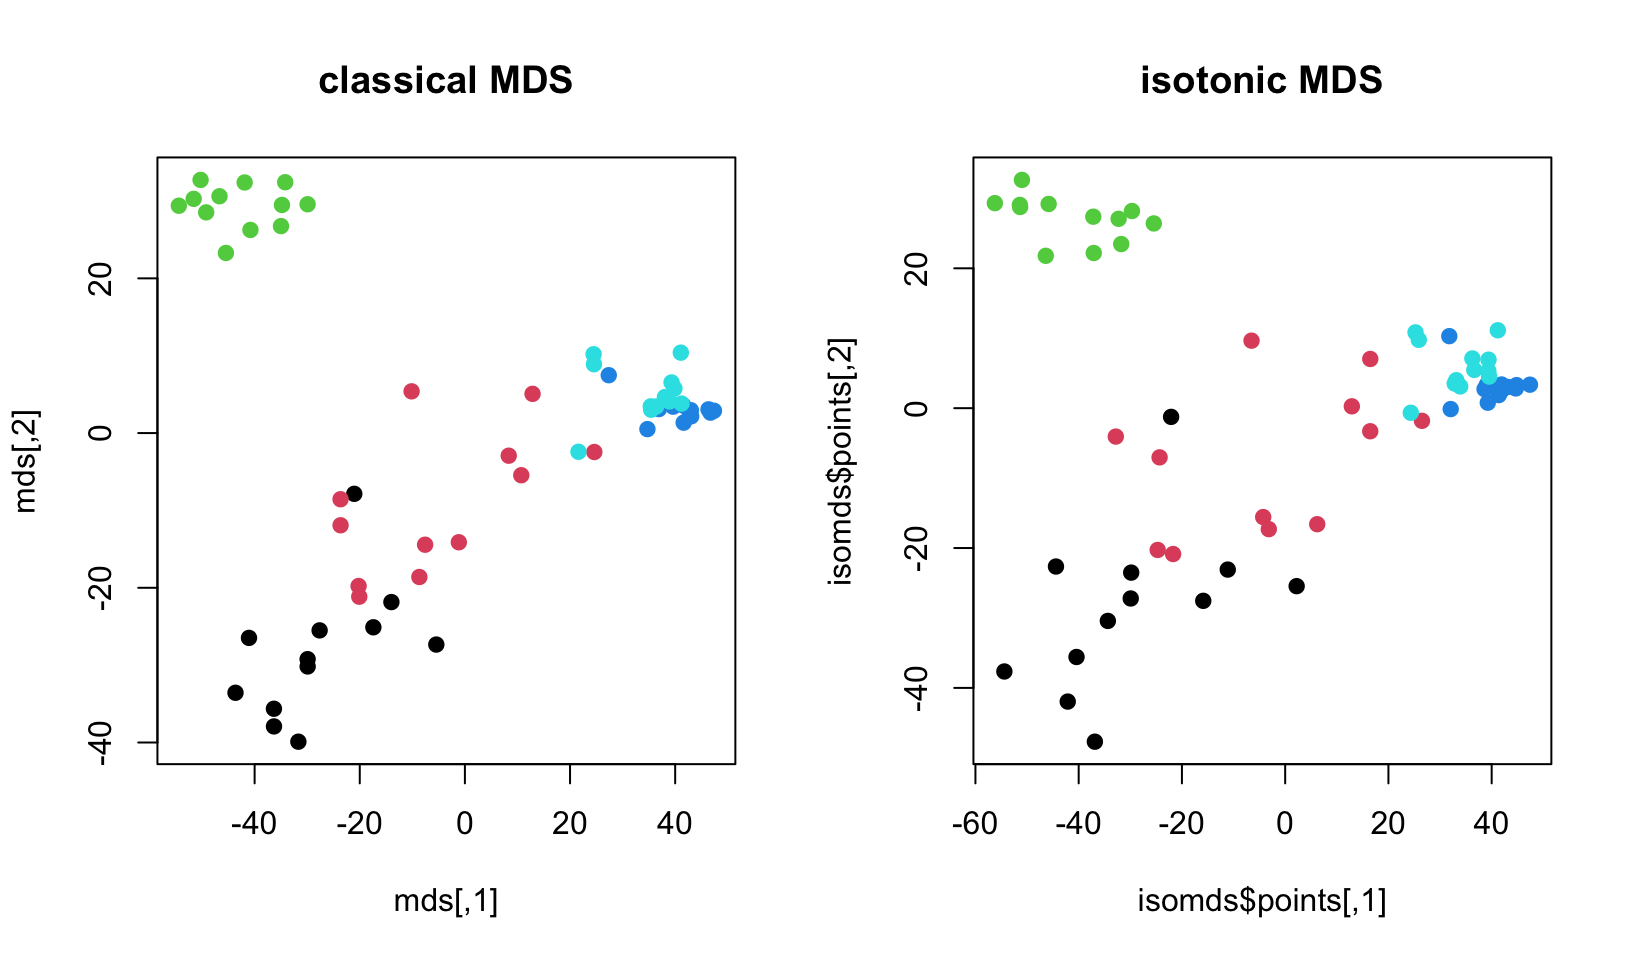 classical MDS
mds[,2]
20
0
-20
-40
-40 -20 0 20 40
mds[,1]
isotonic MDS
isomds$points[,2]
20
0
-20
-40
-60 -40 -20 0 20 40
isomds$points[,1]